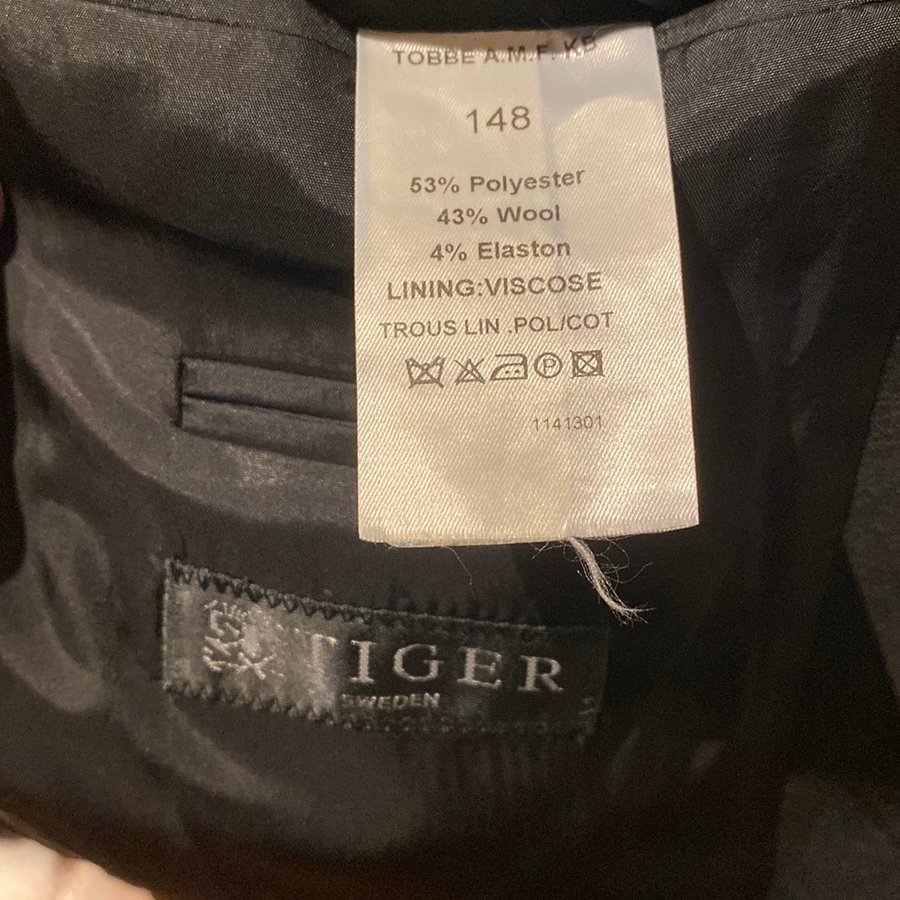 TOBBE A.M.F. KB
148
53% Polyester
43% Wool
4% Elaston
LINING:VISCOSE
TROUS LIN .POL/COT
P
1141301
TIGER
SWEDEN